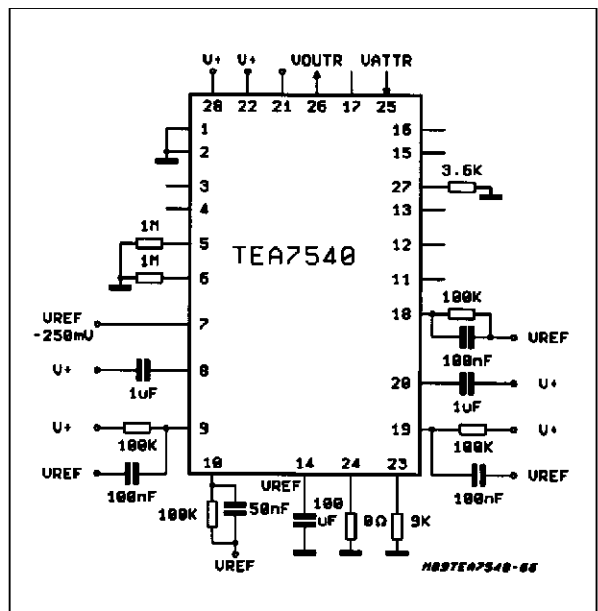 V+ V+ VOUTR VATTR
28 22 21 26 17 25
1 16
2 15
3.6K
3 27
4 13
1M
5 12
TEA7540
1M
6 11
18 100K
VREF 7
-250mV
100nF VREF
V+ 8 20 V+
1uF 1uF
V+ 9 19 V+
100K 100K
VREF VREF
100nF 100nF
10 14 24 23
VREF
100K 50nF 100 uF 0Ω 9K
VREF
M89TEA7540-66